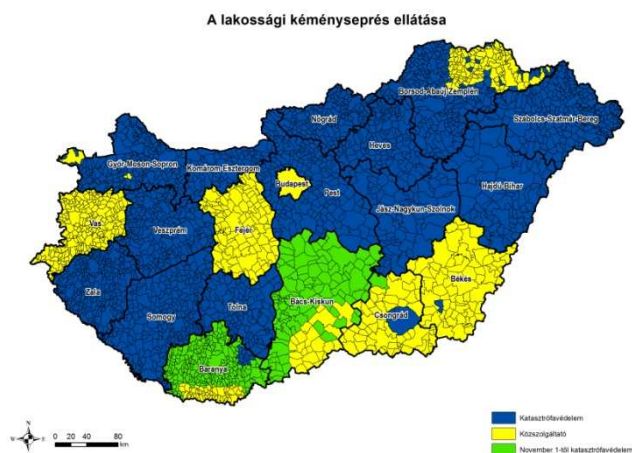 A lakossági kéményseprés ellátása
Borsod-Abaúj-Zemplén
Szabolcs-Szatmár-Bereg
Nógrád
Heves
Győr-Moson-Sopron
Komárom-Esztergom
Budapest
Pest
Hajdú-Bihar
Jász-Nagykun-Szolnok
Vas
Veszprém
Fejér
Békés
Zala
Somogy
Tolna
Bács-Kiskun
Csongrád
Baranya
N
W E
S
0 20 40 80
km
Katasztrófavédelem
Közszolgáltató
November 1-től katasztrófavédelem